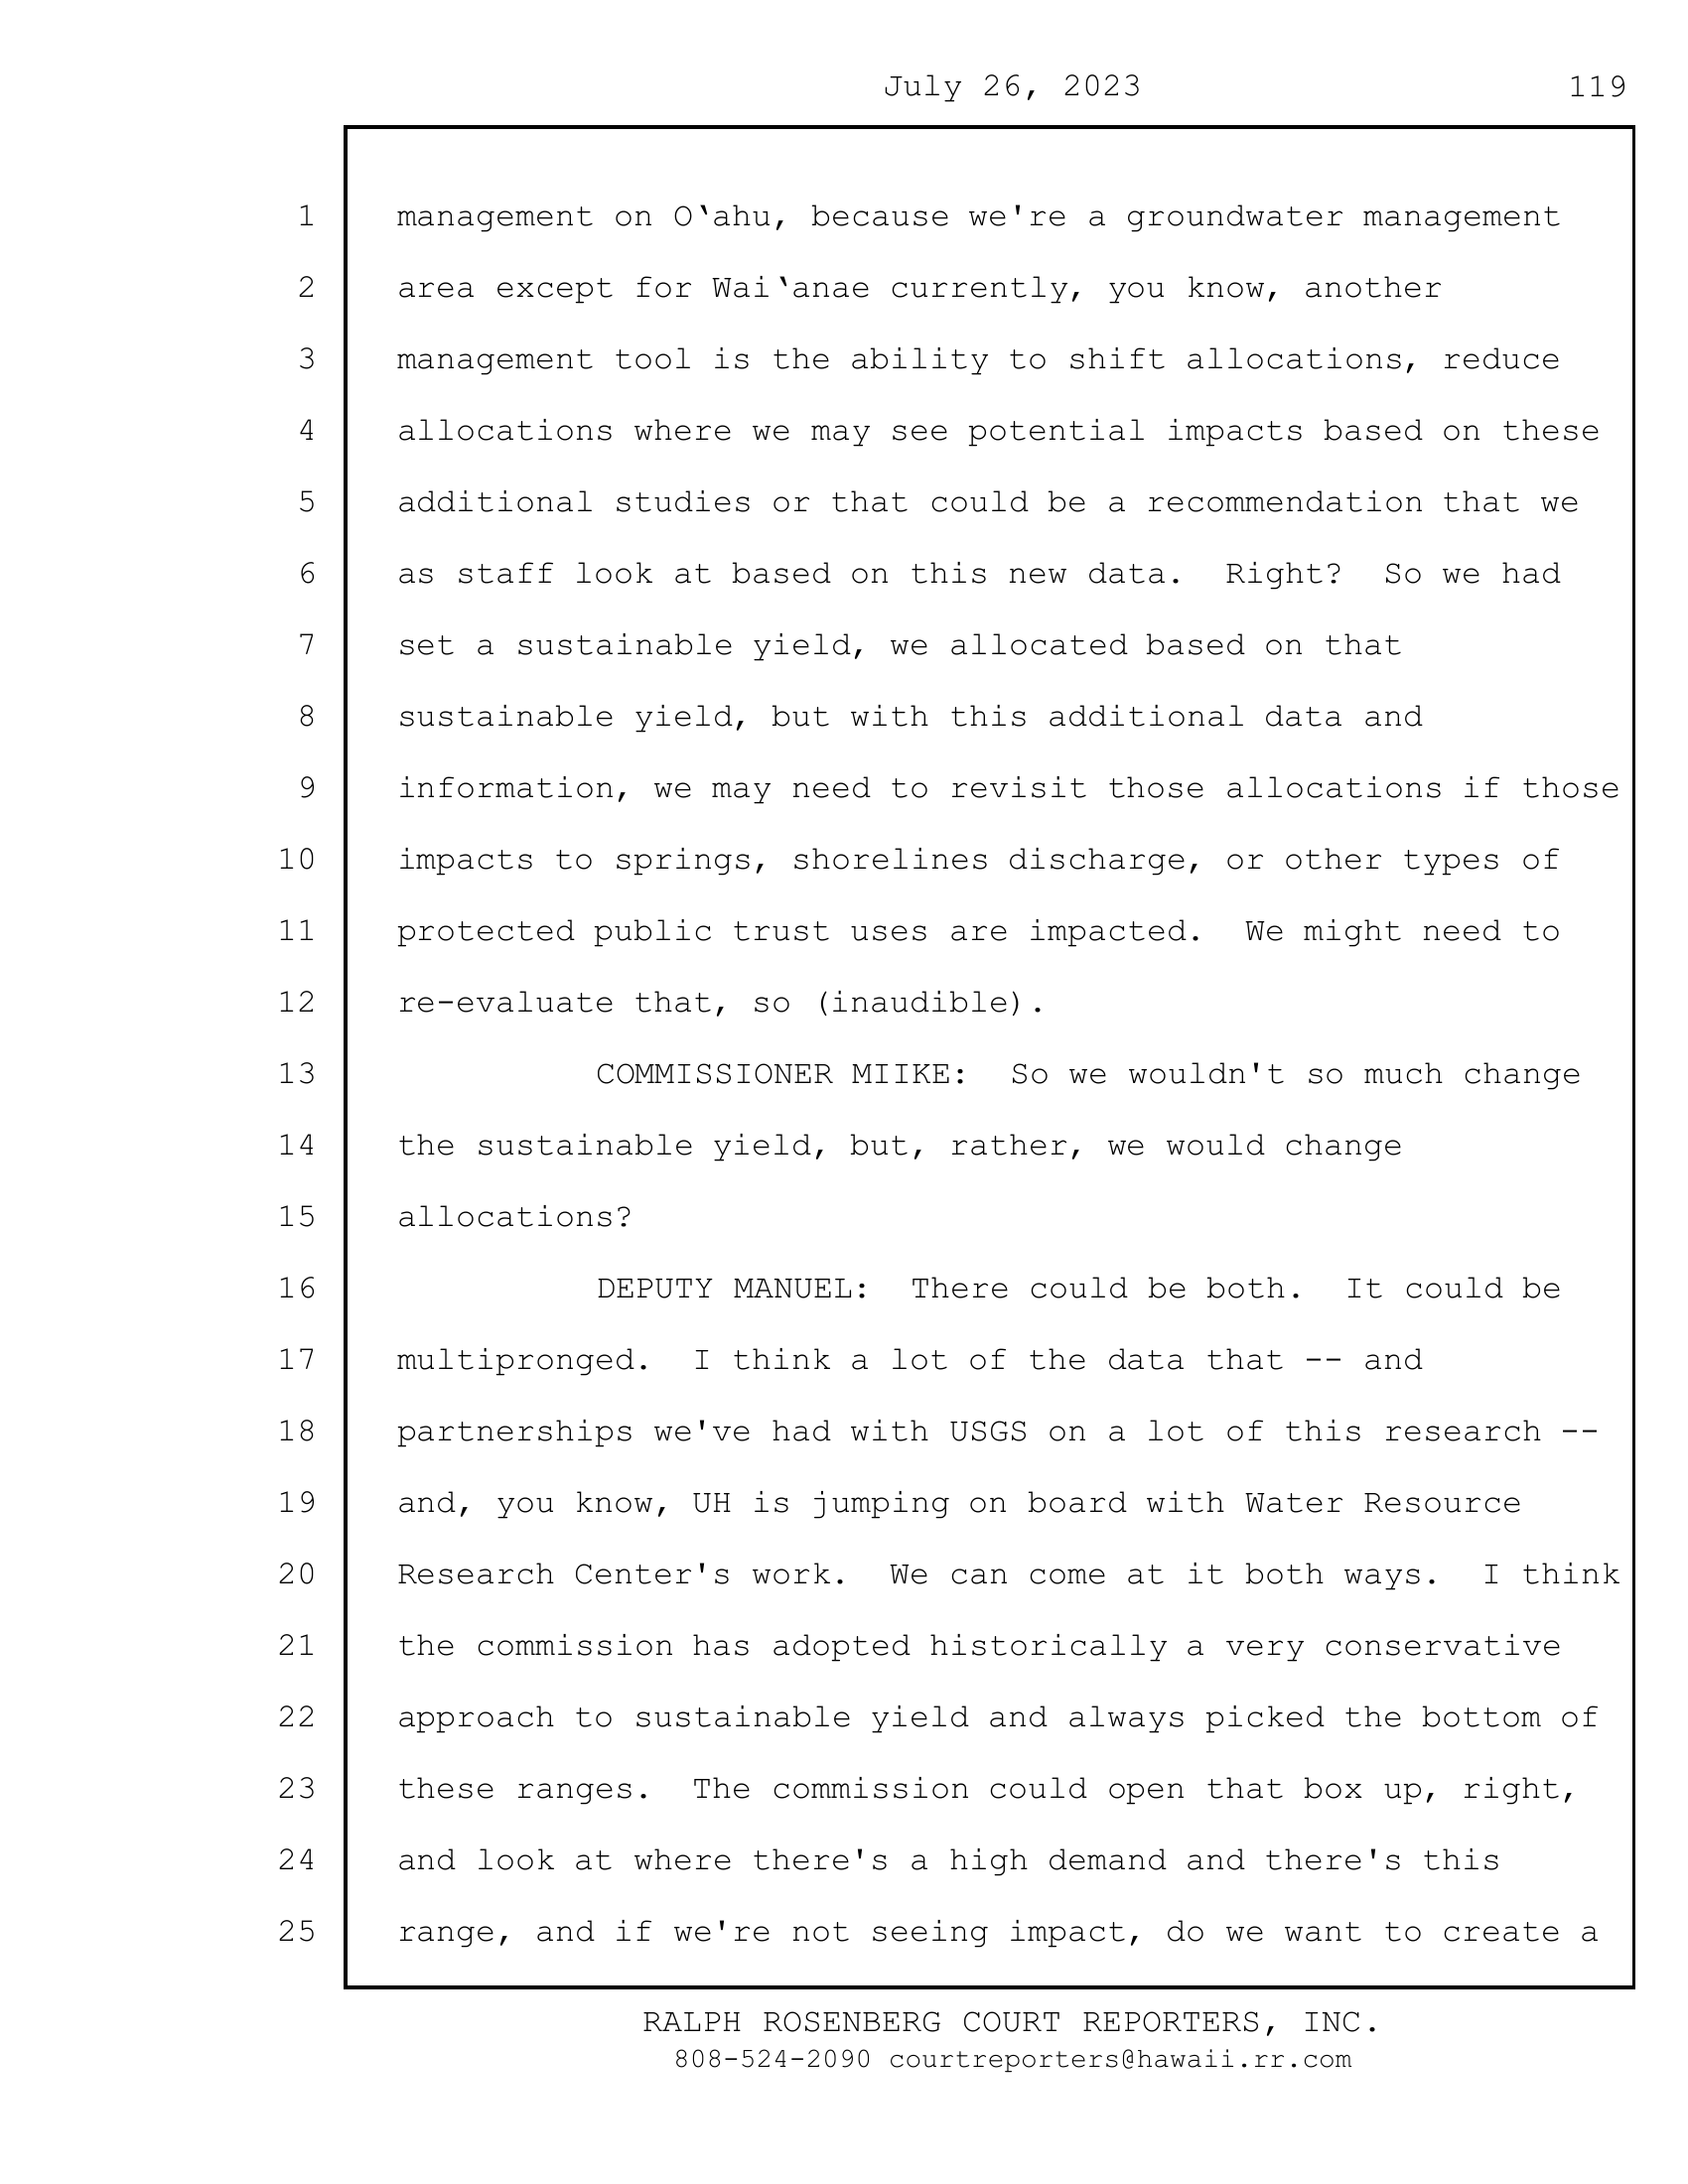 July 26, 2023 119
1 management on O‘ahu, because we're a groundwater management
2 area except for Wai‘anae currently, you know, another
3 management tool is the ability to shift allocations, reduce
4 allocations where we may see potential impacts based on these
5 additional studies or that could be a recommendation that we
6 as staff look at based on this new data.  Right?  So we had
7 set a sustainable yield, we allocated based on that
8 sustainable yield, but with this additional data and
9 information, we may need to revisit those allocations if those
10 impacts to springs, shorelines discharge, or other types of
11 protected public trust uses are impacted.  We might need to
12 re-evaluate that, so (inaudible).
13 COMMISSIONER MIIKE:  So we wouldn't so much change
14 the sustainable yield, but, rather, we would change
15 allocations?
16 DEPUTY MANUEL:  There could be both.  It could be
17 multipronged.  I think a lot of the data that -- and
18 partnerships we've had with USGS on a lot of this research --
19 and, you know, UH is jumping on board with Water Resource
20 Research Center's work.  We can come at it both ways.  I think
21 the commission has adopted historically a very conservative
22 approach to sustainable yield and always picked the bottom of
23 these ranges.  The commission could open that box up, right,
24 and look at where there's a high demand and there's this
25 range, and if we're not seeing impact, do we want to create a
RALPH ROSENBERG COURT REPORTERS, INC.
808-524-2090 courtreporters@hawaii.rr.com